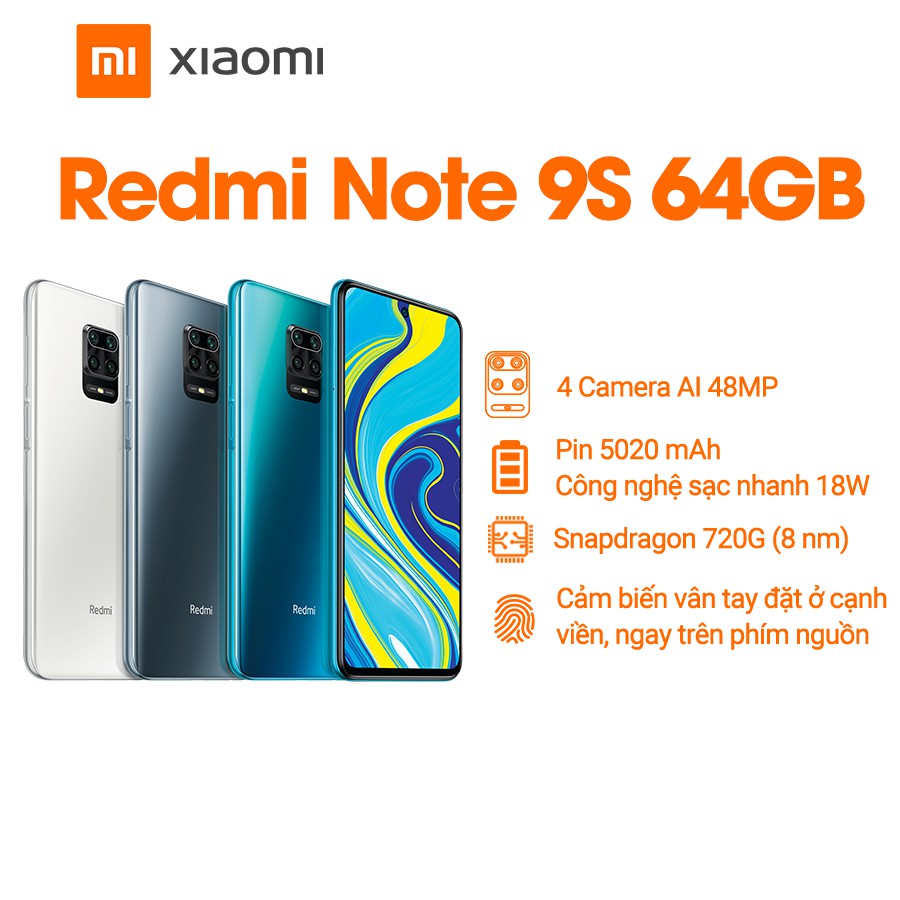 mi xiaomi
Redmi Note 9S 64GB
4 Camera AI 48MP
Pin 5020 mAh
Công nghệ sạc nhanh 18W
Snapdragon 720G (8 nm)
Cảm biến vân tay đặt ở cạnh
viền, ngay trên phím nguồn
Redmi
Redmi
Redmi